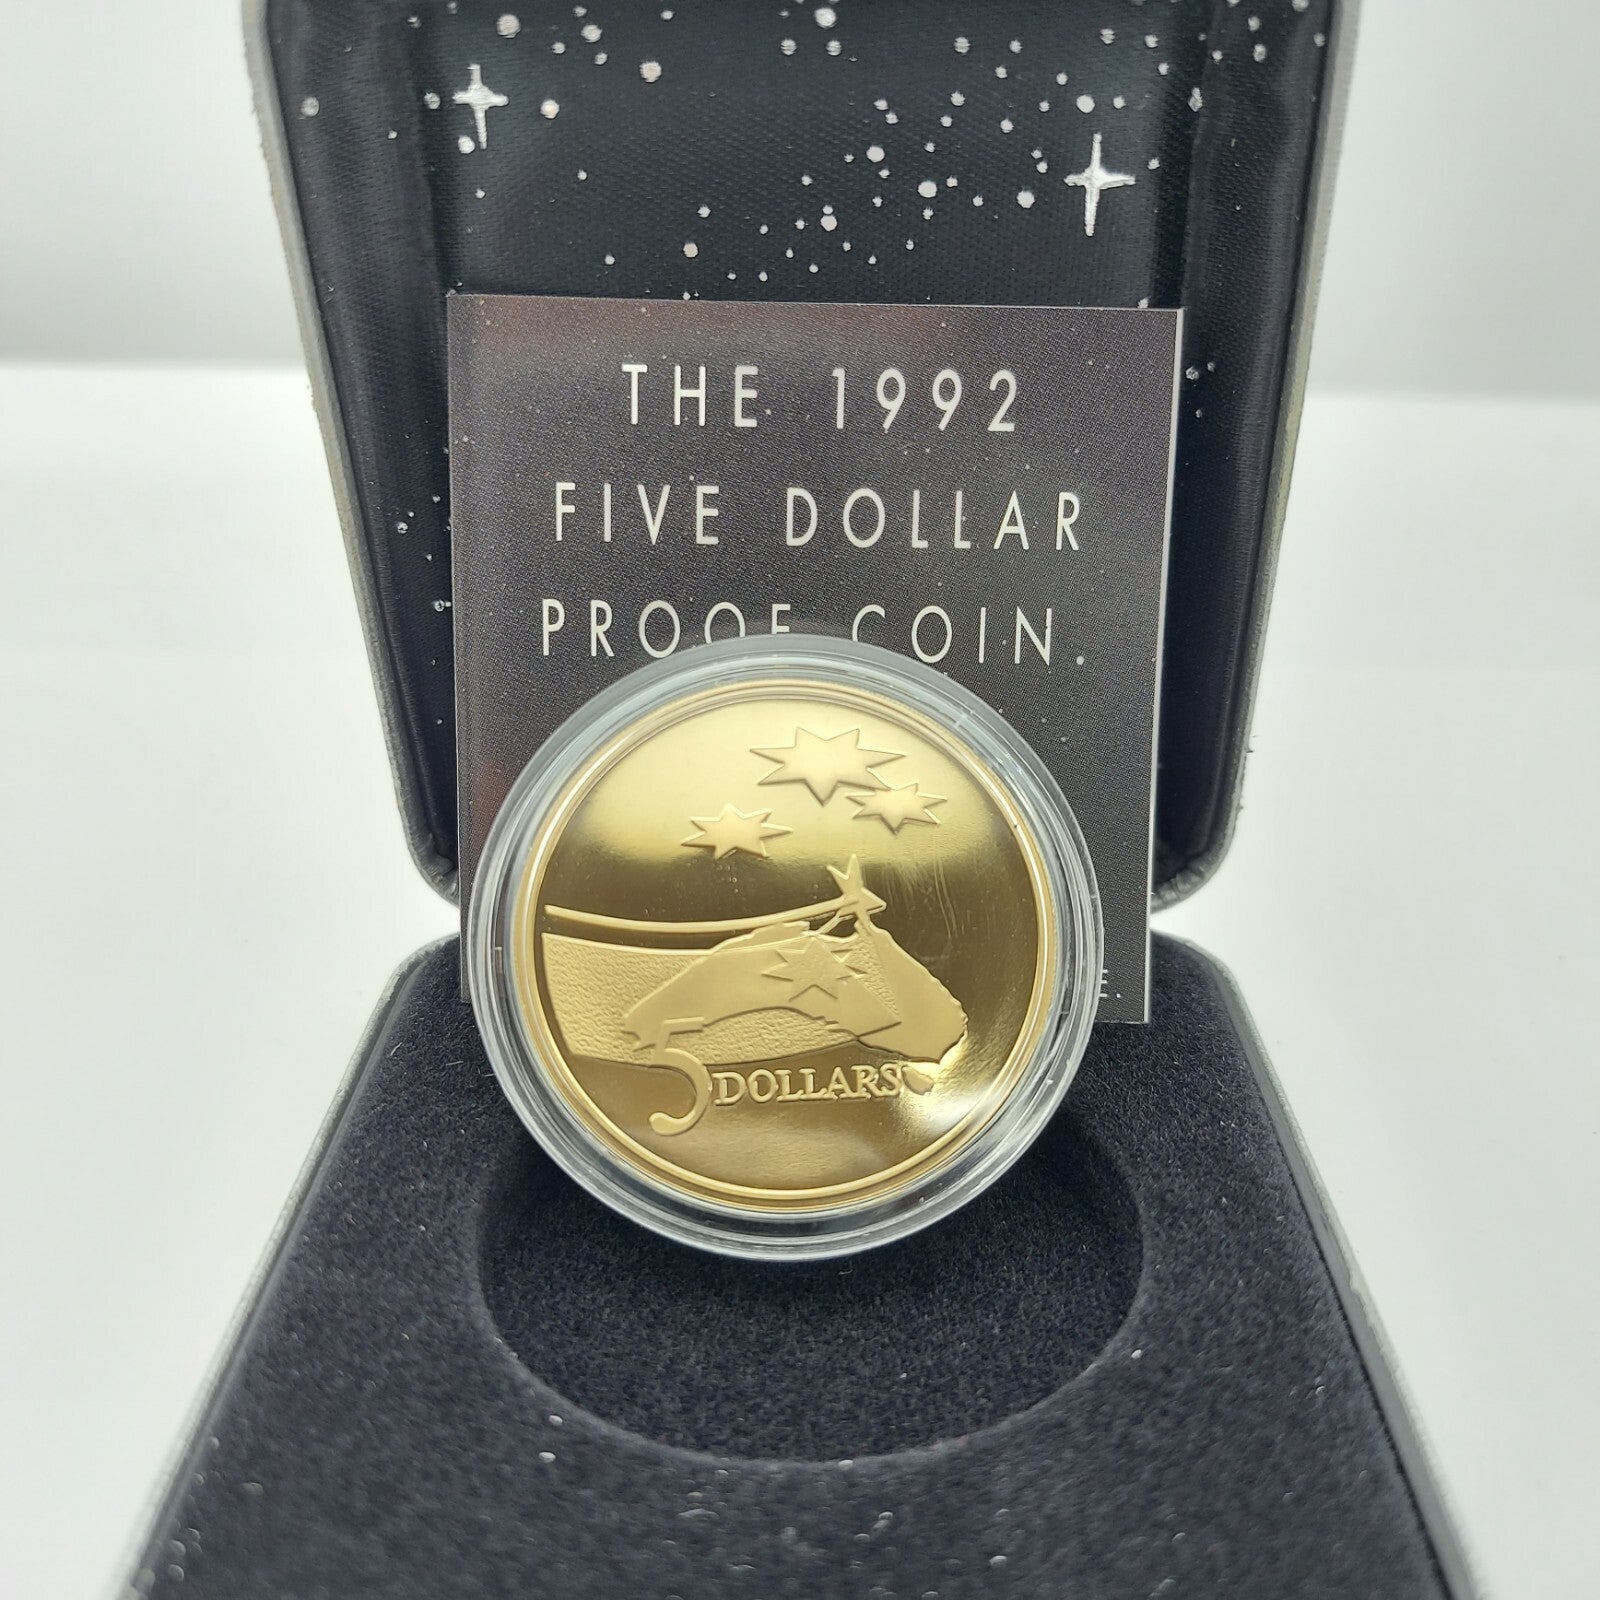 THE 1992
FIVE DOLLAR
PROOF COIN.
5 DOLLARS